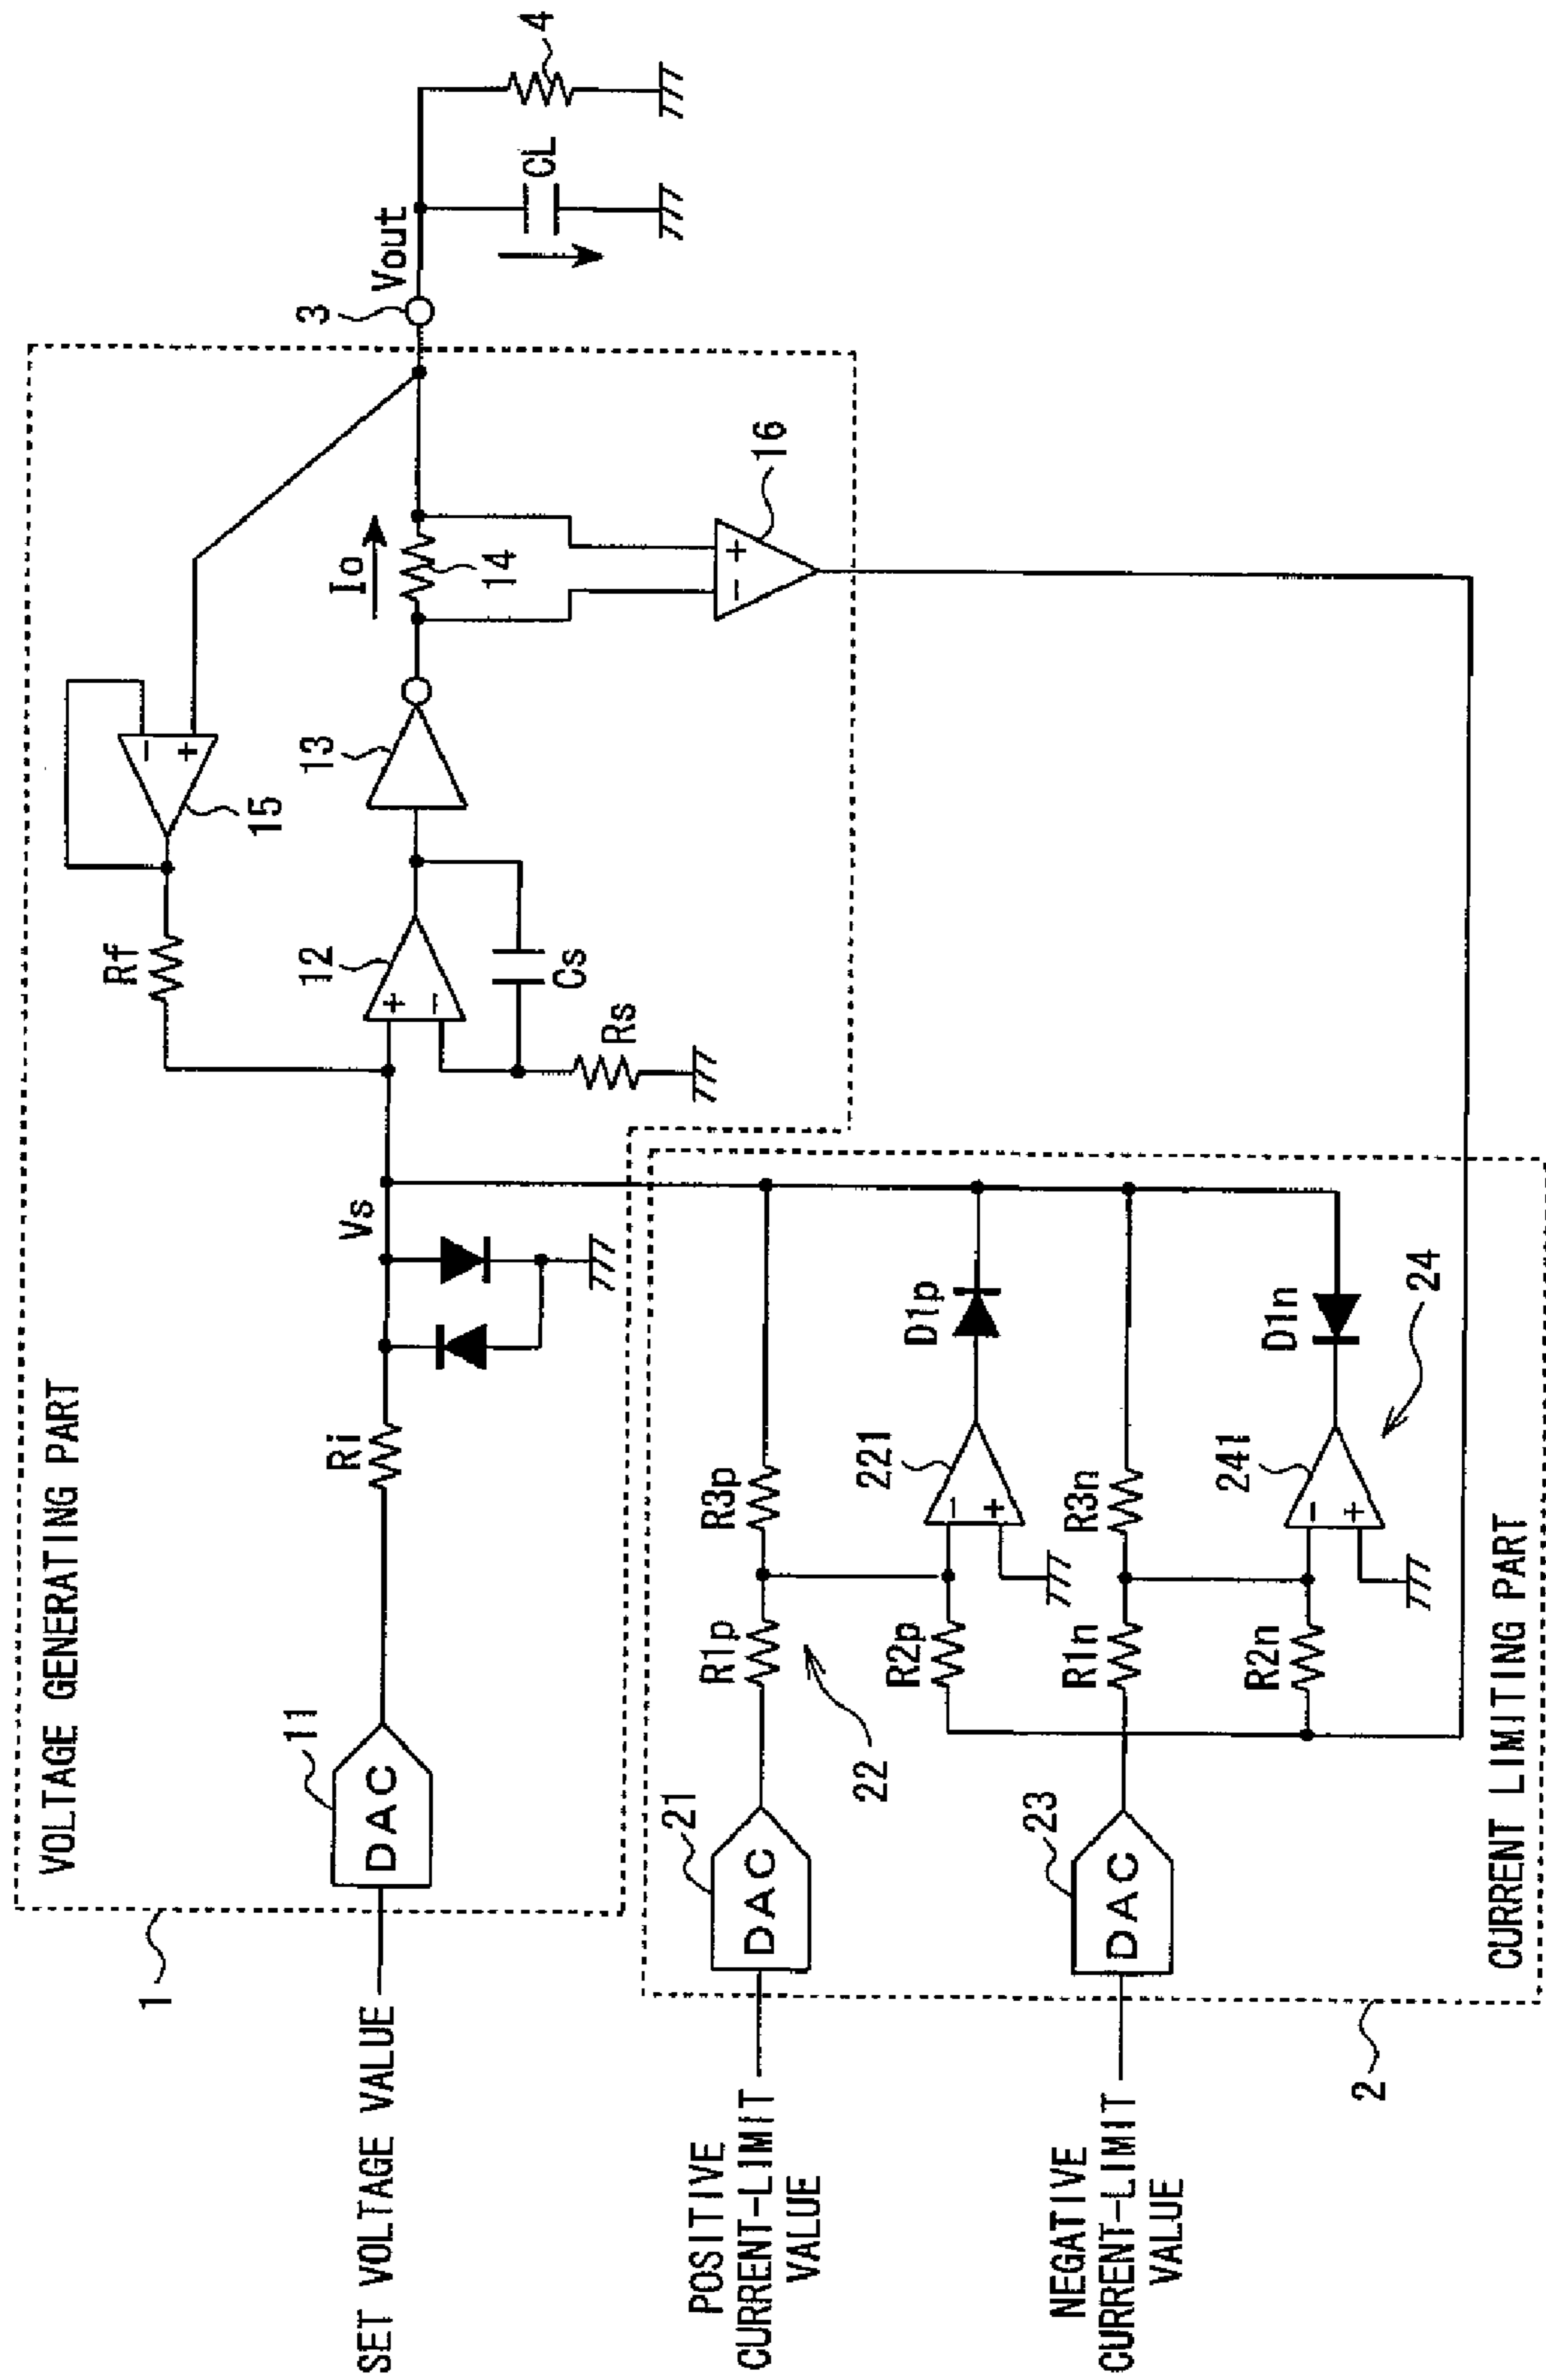 VOLTAGE GENERATING PART
1
SET VOLTAGE VALUE
DAC
11
Ri
Vs
Rf
15
-
+
12
+
-
Cs
Rs
13
Io
14
16
-
+
3
Vout
CL
4
POSITIVE
CURRENT-LIMIT
VALUE
DAC
21
R1p
R3p
22
R2p
221
-
+
D1p
NEGATIVE
CURRENT-LIMIT
VALUE
DAC
23
R1n
R3n
R2n
241
-
+
D1n
24
2
CURRENT LIMITING PART